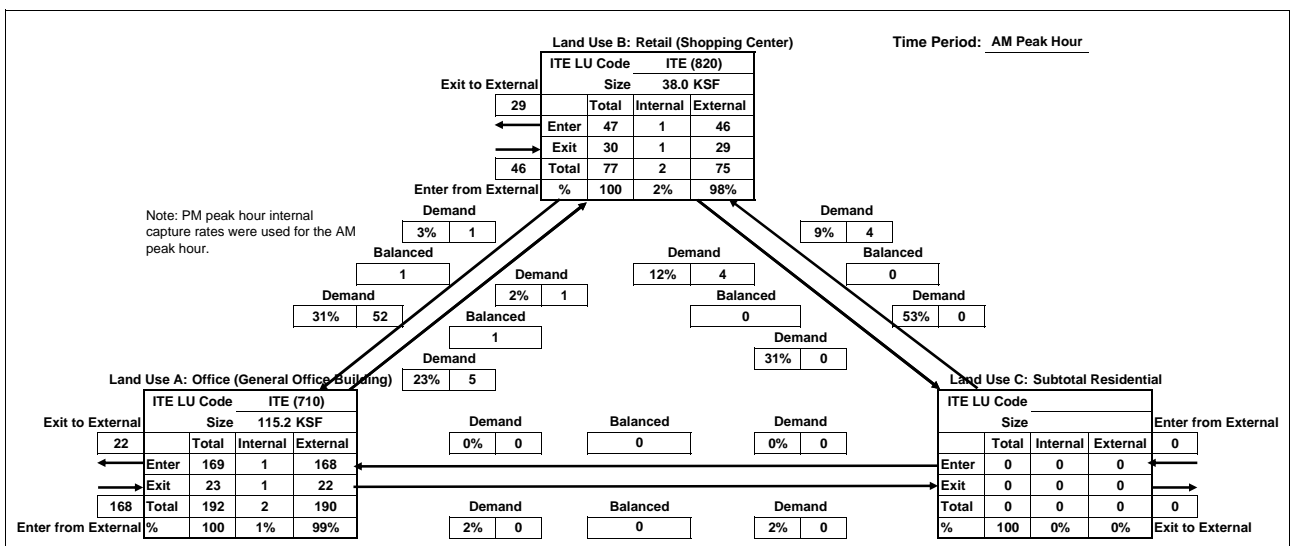 Land Use B: Retail (Shopping Center)
Time Period: AM Peak Hour
ITE LU Code ITE (820)
Exit to External Size 38.0 KSF
29 Total Internal External
Enter 47 1 46
Exit 30 1 29
46 Total 77 2 75
Enter from External % 100 2% 98%
Note: PM peak hour internal
capture rates were used for the AM
peak hour.
Demand
3% 1
Balanced
1
Demand
31% 52
Demand
2% 1
Balanced
1
Demand
23% 5
Demand
12% 4
Balanced
0
Demand
31% 0
Demand
9% 4
Balanced
0
Demand
53% 0
Land Use A: Office (General Office Building)
ITE LU Code ITE (710)
Exit to External Size 115.2 KSF
22 Total Internal External
Enter 169 1 168
Exit 23 1 22
168 Total 192 2 190
Enter from External % 100 1% 99%
Demand Balanced Demand
0% 0 0 0% 0
Demand Balanced Demand
2% 0 0 2% 0
Land Use C: Subtotal Residential
ITE LU Code
Size Enter from External
Total Internal External 0
Enter 0 0 0
Exit 0 0 0
Total 0 0 0 0
% 100 0% 0% Exit to External